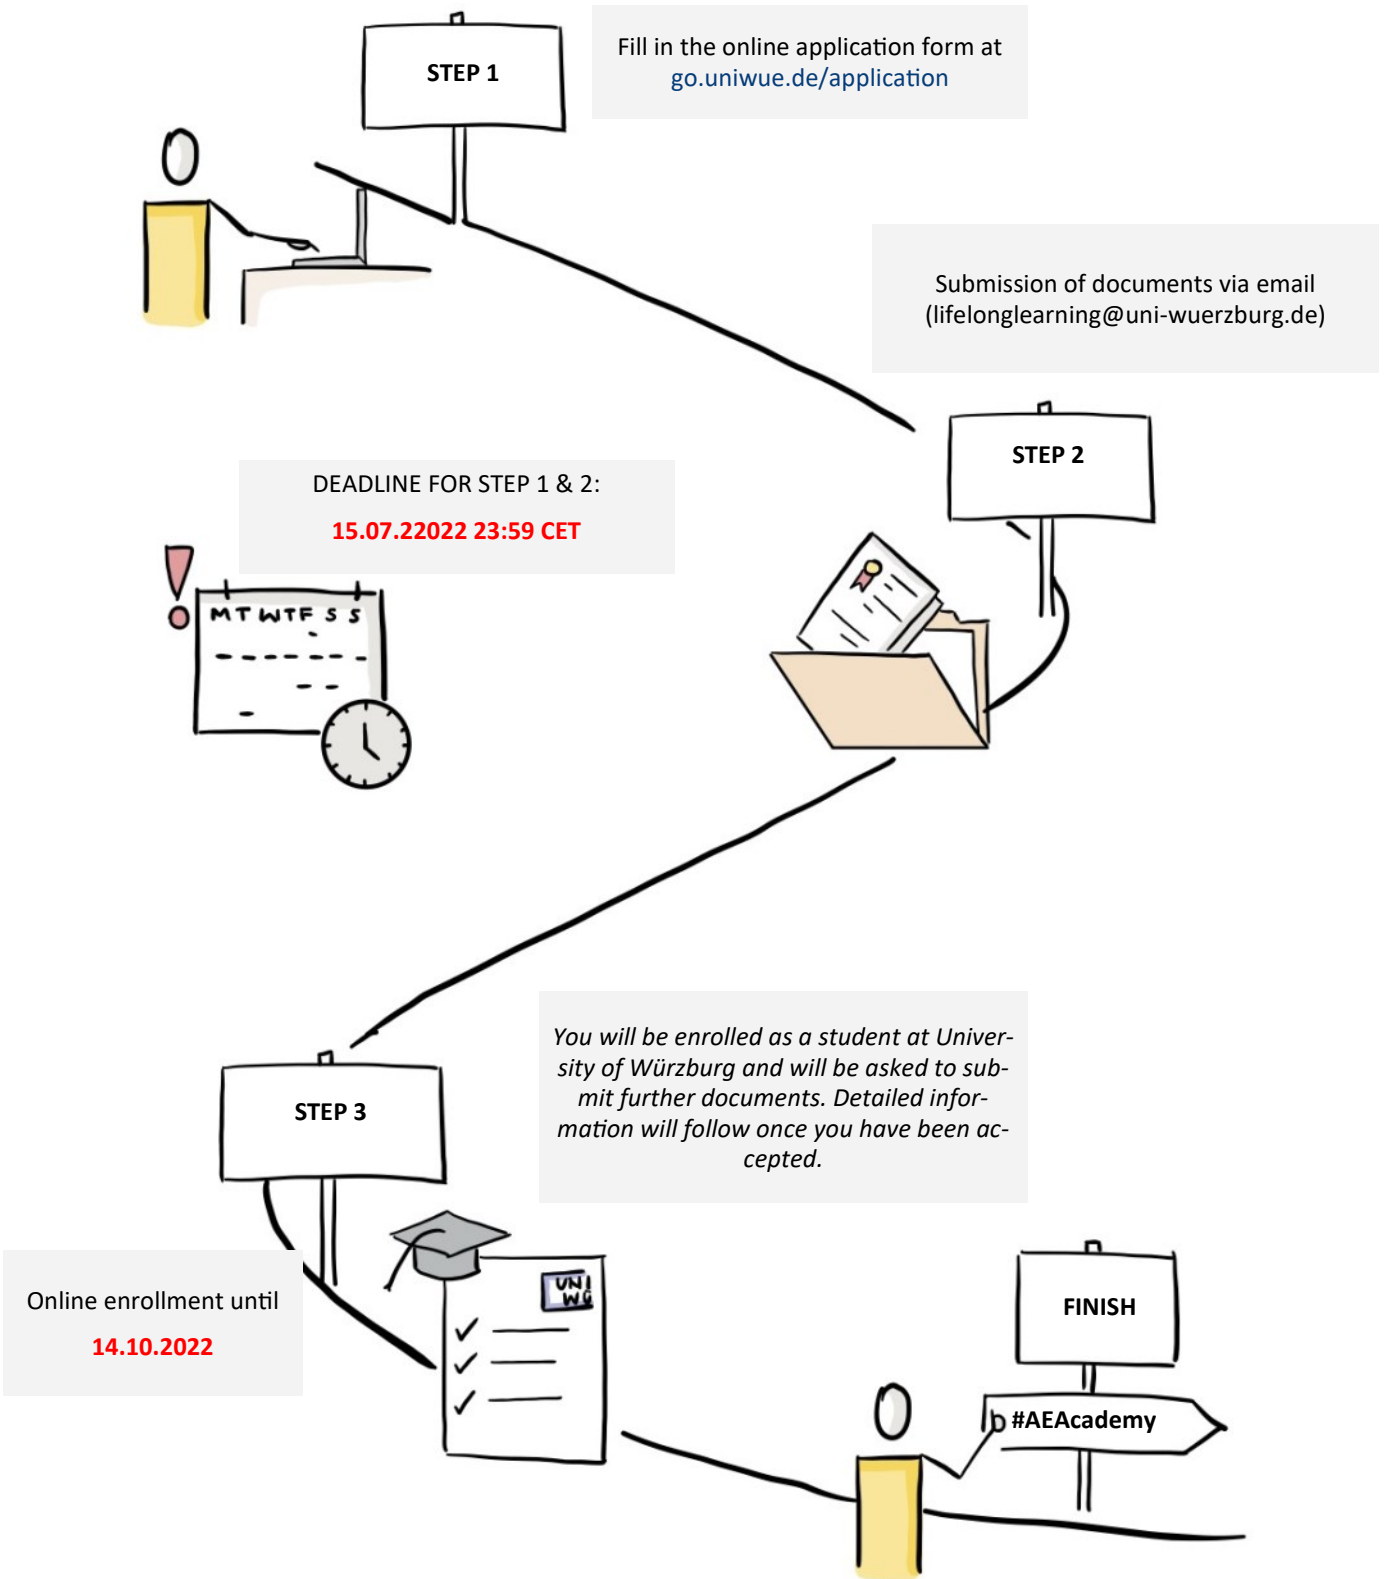 STEP 1
Fill in the online application form at
go.uniwue.de/application
Submission of documents via email
(lifelonglearning@uni-wuerzburg.de)
STEP 2
DEADLINE FOR STEP 1 & 2:
15.07.22022 23:59 CET
M T W T F S S
STEP 3
You will be enrolled as a student at Univer-
sity of Würzburg and will be asked to sub-
mit further documents. Detailed infor-
mation will follow once you have been ac-
cepted.
Online enrollment until
14.10.2022
UNI
WÜ
FINISH
#AEAcademy